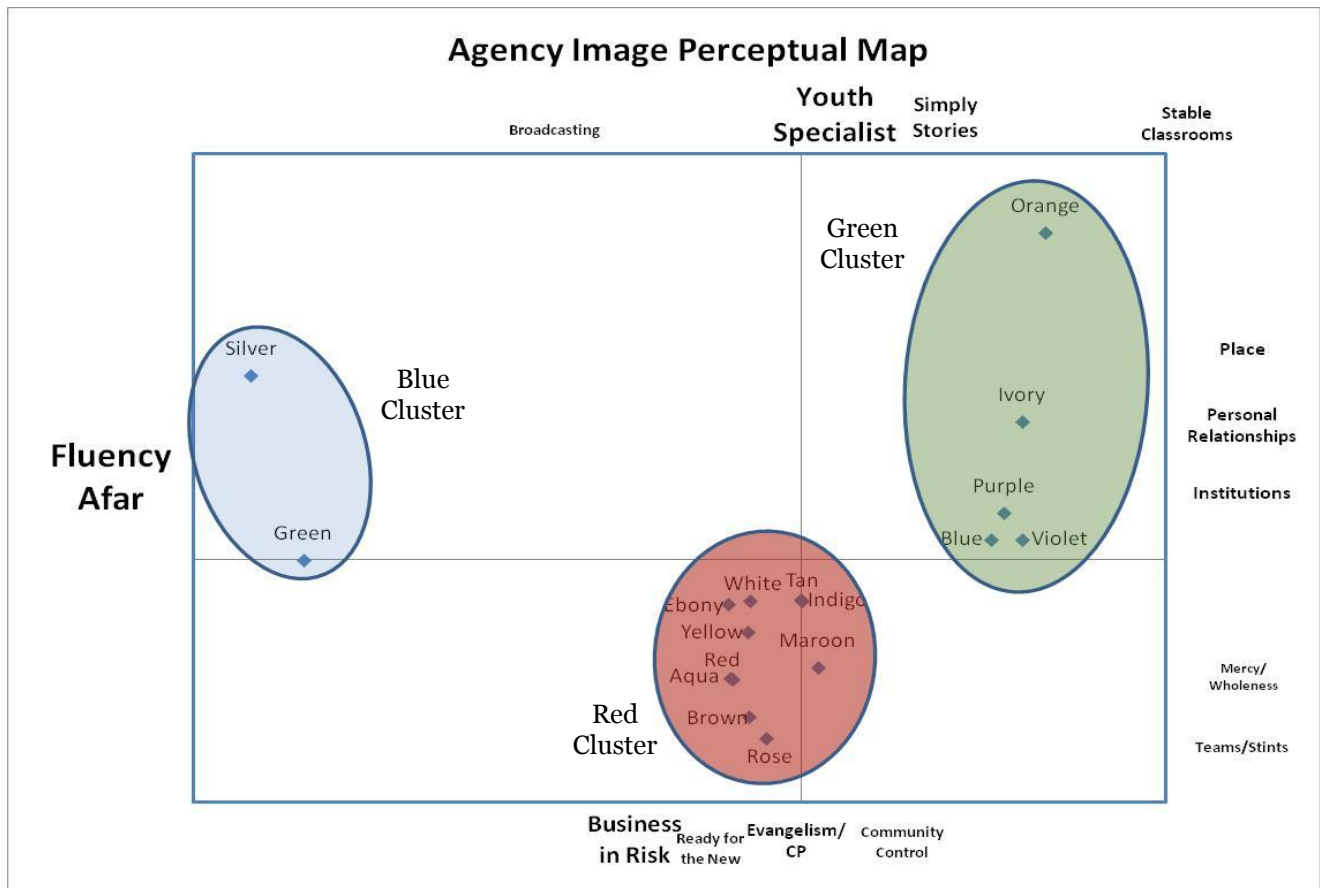 Agency Image Perceptual Map
Broadcasting
Youth
Specialist
Simply
Stories
Stable
Classrooms
Orange
Green
Cluster
Silver
Place
Blue
Cluster
Ivory
Personal
Relationships
Fluency
Afar
Purple
Institutions
Green
Blue
Violet
White
Tan
Ebony
Indigo
Yellow
Maroon
Red
Aqua
Mercy/
Wholeness
Red
Cluster
Brown
Rose
Teams/Stints
Business
in Risk
Ready for
the New
Evangelism/
CP
Community
Control